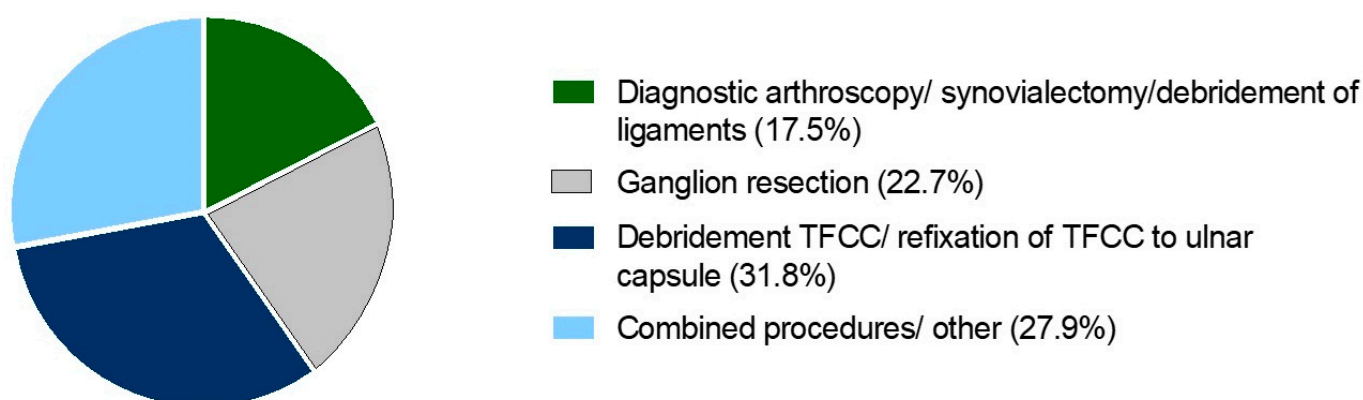 Diagnostic arthroscopy/ synovialectomy/debridement of
ligaments (17.5%)
Ganglion resection (22.7%)
Debridement TFCC/ refixation of TFCC to ulnar
capsule (31.8%)
Combined procedures/ other (27.9%)